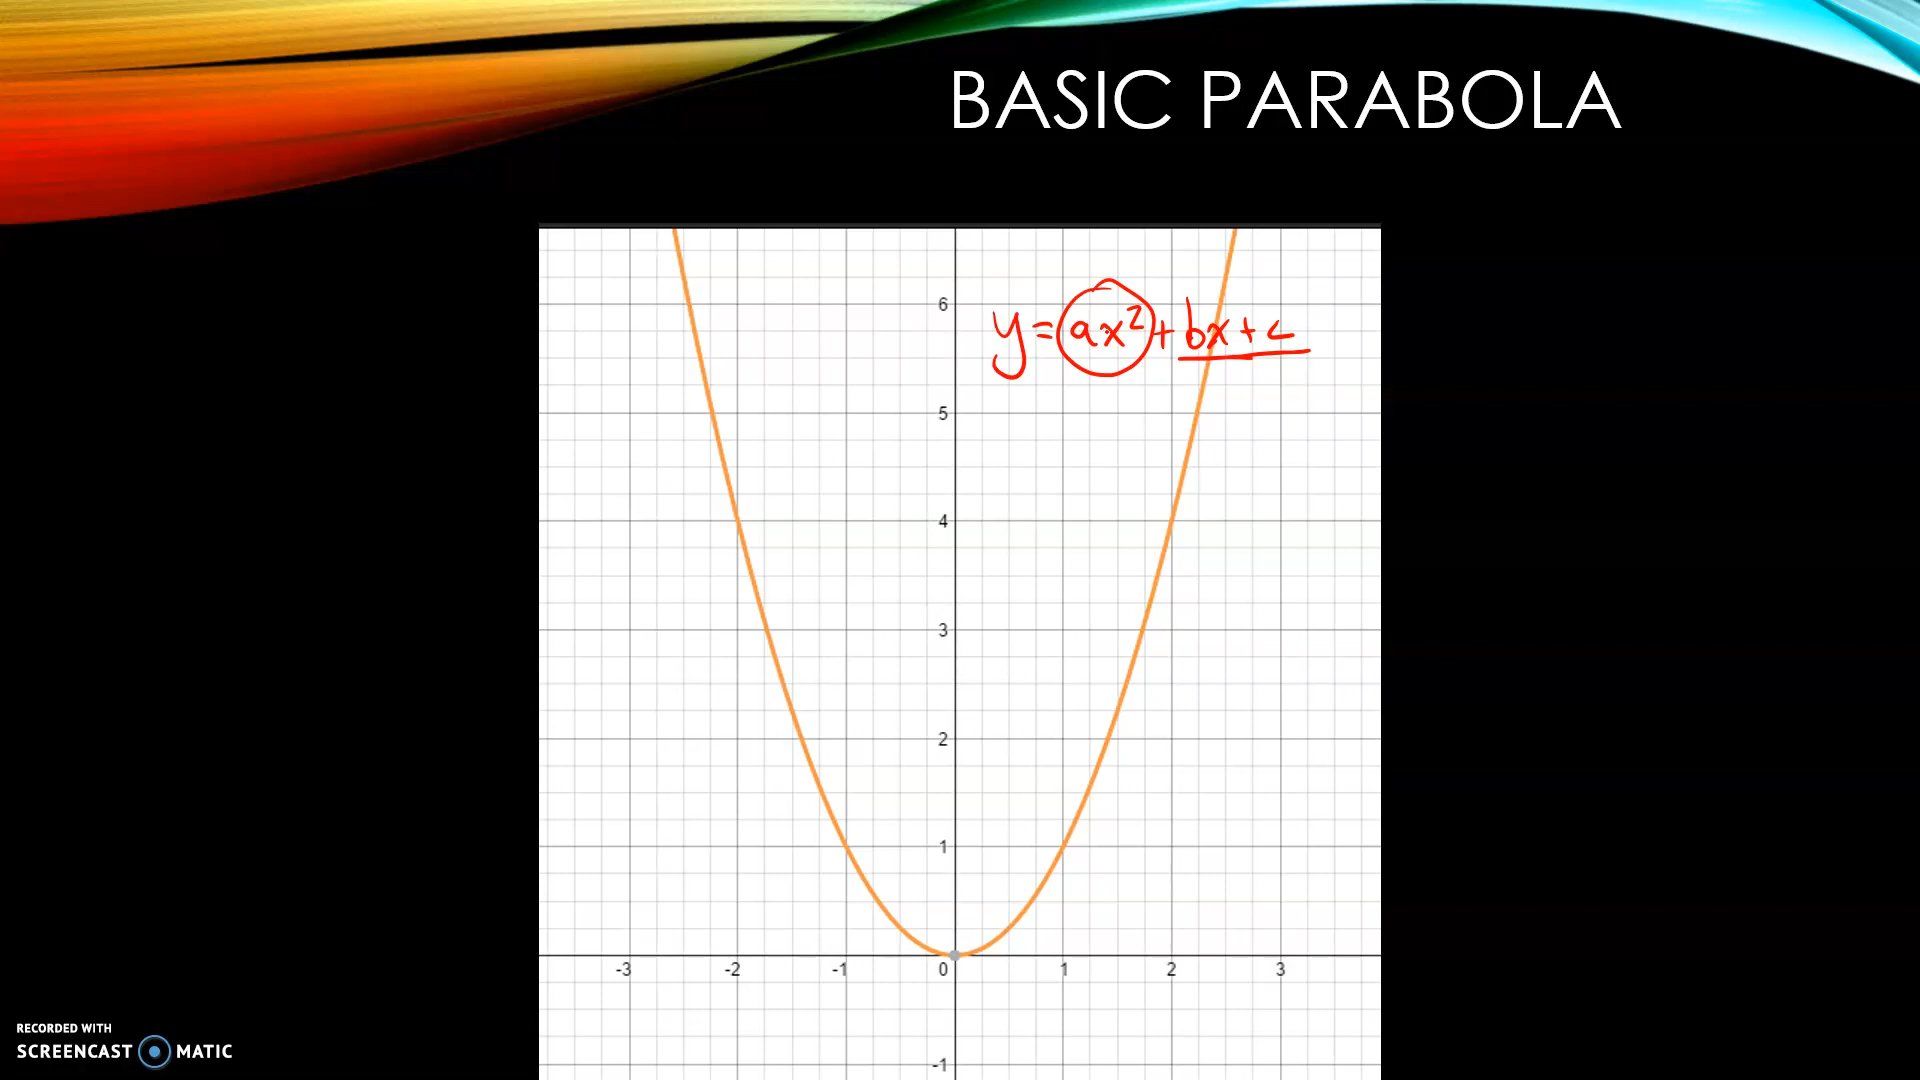 BASIC PARABOLA
y=ax²+bx+c
6
5
4
3
2
1
-3 -2 -1 0 1 2 3
-1
RECORDED WITH
SCREENCAST MATIC